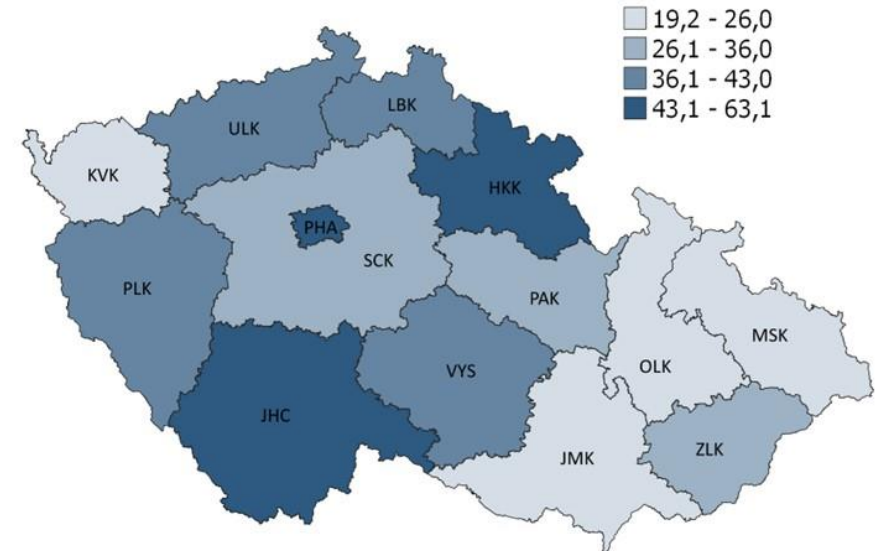 19,2 - 26,0
26,1 - 36,0
36,1 - 43,0
43,1 - 63,1
LBK
ULK
KVK
HKK
PHA
SCK
PLK
PAK
MSK
OLK
VYS
JHC
ZLK
JMK